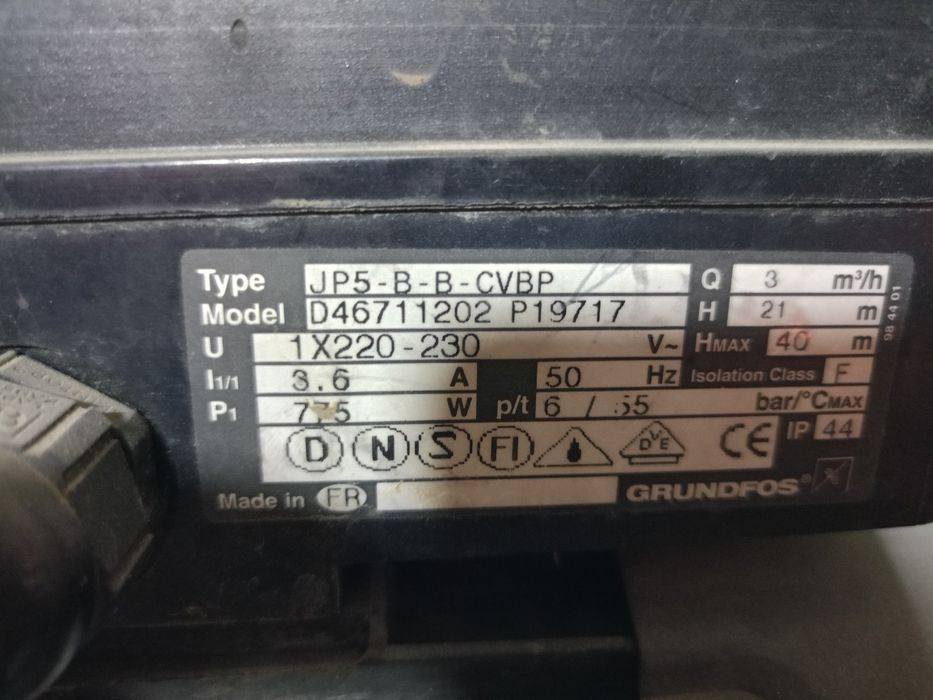 Type JP5-B-B-CVBP Q 3 m³/h
Model D46711202 P19717 H 21 m
U 1X220-230 V~ HMAX 40 m
I1/1 3.6 A 50 Hz Isolation Class F
P1 775 W p/t 6 / 55 bar/°CMAX
D N S FI DVE CE IP 44
Made in FR GRUNDFOS®
98 44 01